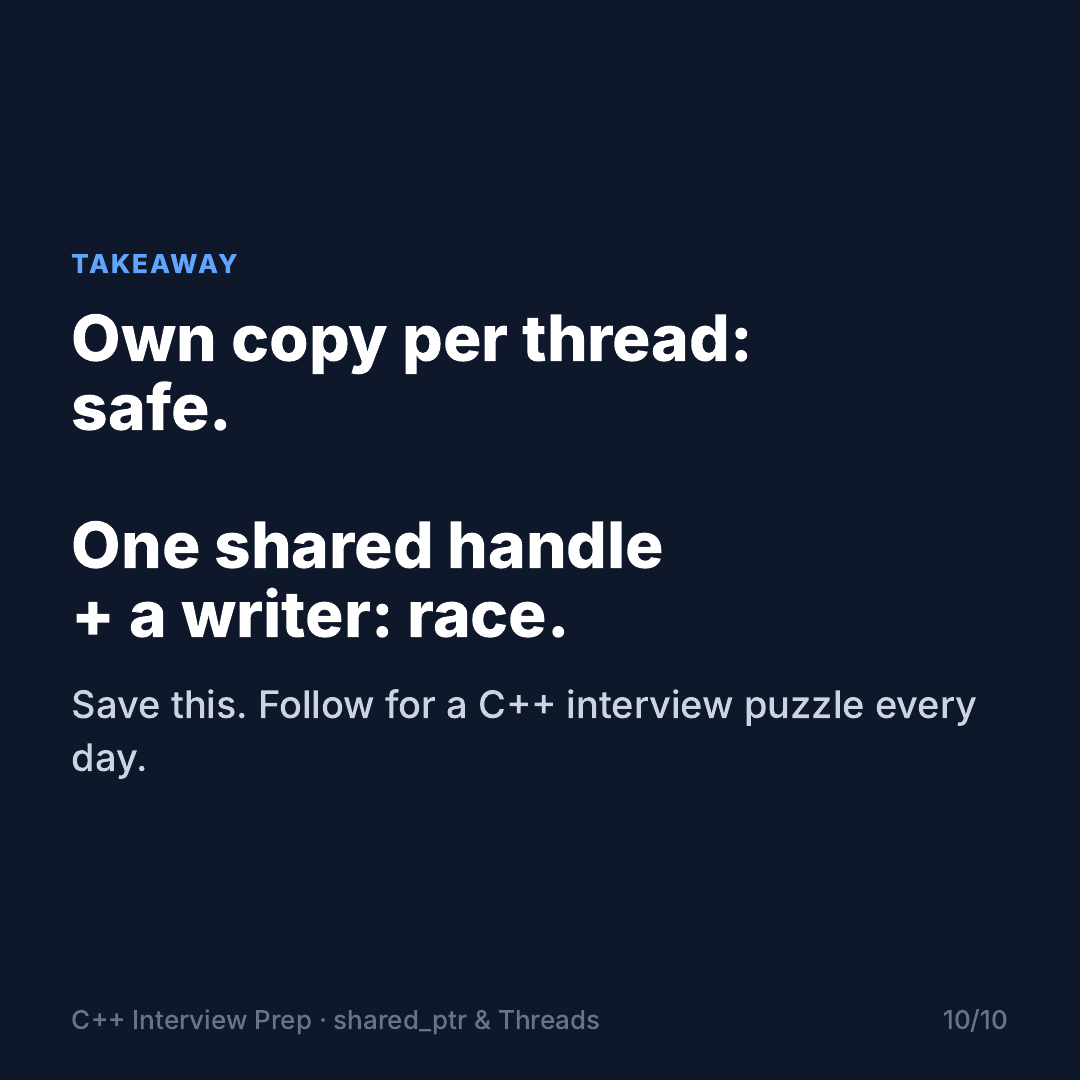 TAKEAWAY
Own copy per thread:
safe.
One shared handle
+ a writer: race.
Save this. Follow for a C++ interview puzzle every
day.
C++ Interview Prep · shared_ptr & Threads
10/10